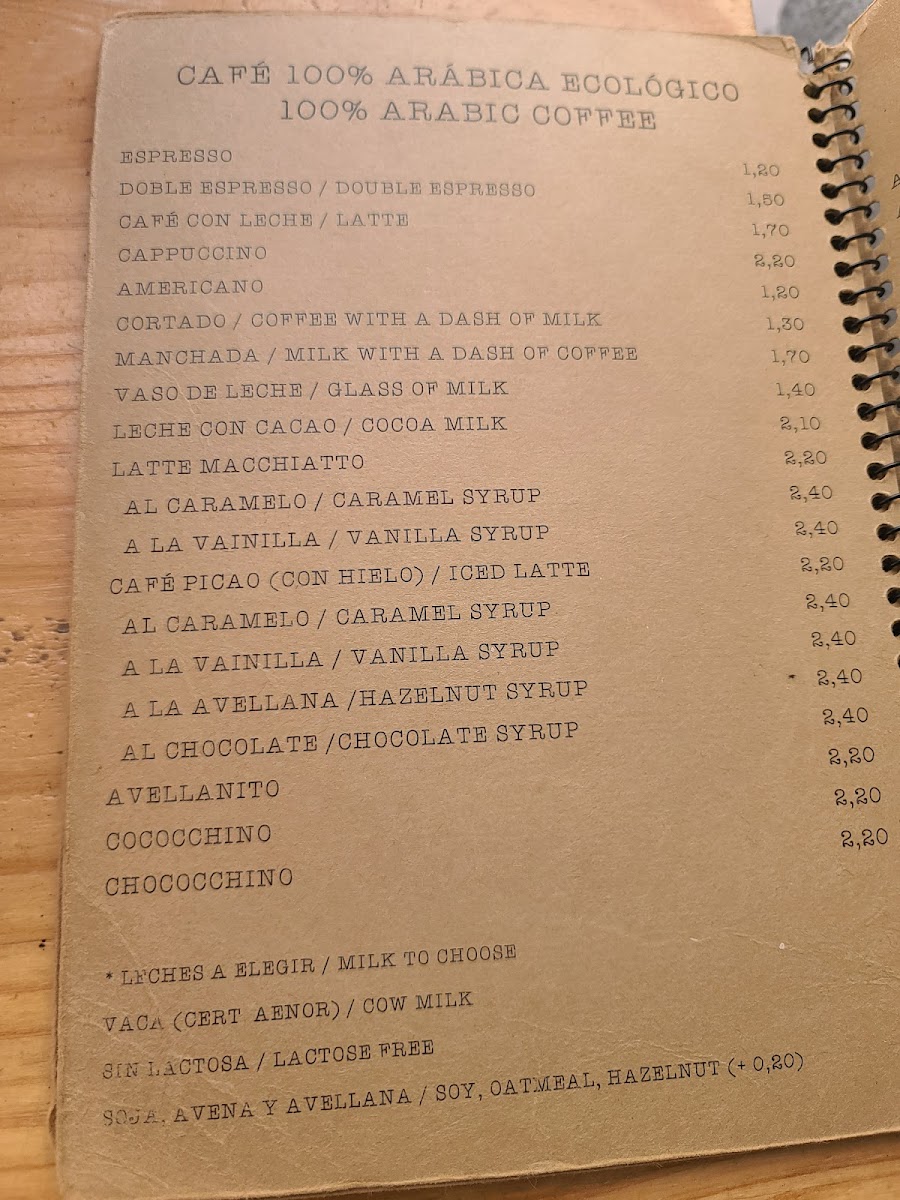 CAFÉ 100% ARÁBICA ECOLÓGICO
100% ARABIC COFFEE
ESPRESSO 1,20
DOBLE ESPRESSO / DOUBLE ESPRESSO 1,80
CAFÉ CON LECHE / LATTE 1,70
CAPPUCCINO 2,20
AMERICANO 1,20
CORTADO / COFFEE WITH A DASH OF MILK 1,30
MANCHADA / MILK WITH A DASH OF COFFEE 1,70
VASO DE LECHE / GLASS OF MILK 1,40
LECHE CON CACAO / COCOA MILK 2,10
LATTE MACCHIATTO 2,20
AL CARAMELO / CARAMEL SYRUP 2,40
A LA VAINILLA / VANILLA SYRUP 2,40
CAFÉ PICAO (CON HIELO) / ICED LATTE 2,20
AL CARAMELO / CARAMEL SYRUP 2,40
A LA VAINILLA / VANILLA SYRUP 2,40
A LA AVELLANA /HAZELNUT SYRUP 2,40
AL CHOCOLATE /CHOCOLATE SYRUP 2,40
AVELLANITO 2,20
COCOCCHINO 2,20
CHOCOCCHINO 2,20
* LECHES A ELEGIR / MILK TO CHOOSE
VACA (CERT AENOR) / COW MILK
SIN LACTOSA / LACTOSE FREE
SOJA, AVENA Y AVELLANA / SOY, OATMEAL, HAZELNUT (+ 0,20)